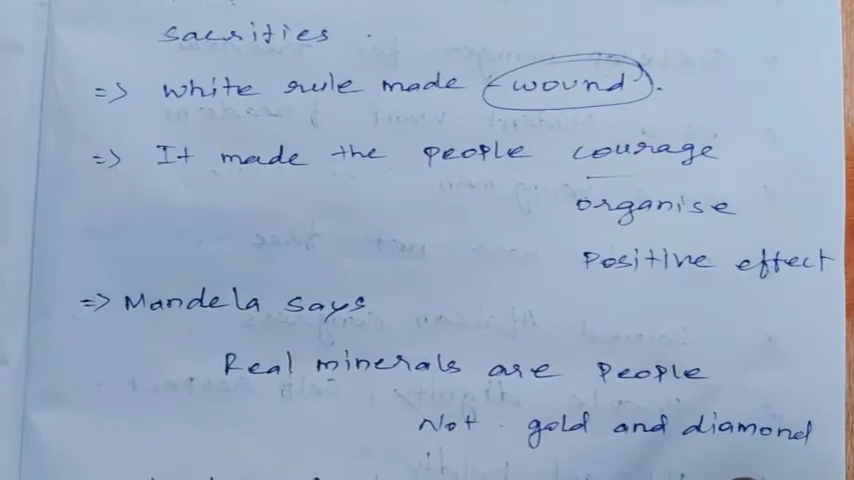 sacrifies .
=> White rule made - wound'.
=> It made the people courage
organise
Positive effect
=> Mandela says
Real minerals are people
Not. gold and diamond